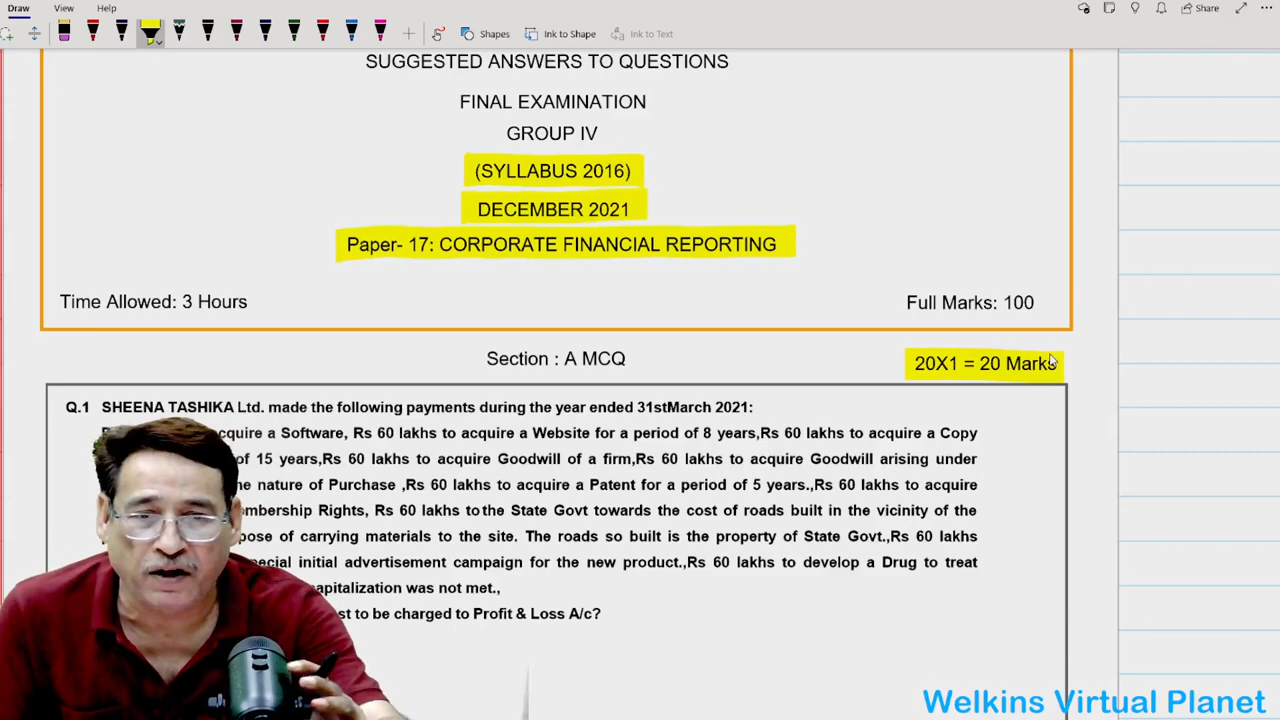 Draw View Help Share
Shapes Ink to Shape Ink to Text
SUGGESTED ANSWERS TO QUESTIONS
FINAL EXAMINATION
GROUP IV
(SYLLABUS 2016)
DECEMBER 2021
Paper- 17: CORPORATE FINANCIAL REPORTING
Time Allowed: 3 Hours Full Marks: 100
Section : A MCQ 20X1 = 20 Marks
Q.1 SHEENA TASHIKA Ltd. made the following payments during the year ended 31stMarch 2021:
cquire a Software, Rs 60 lakhs to acquire a Website for a period of 8 years,Rs 60 lakhs to acquire a Copy
of 15 years,Rs 60 lakhs to acquire Goodwill of a firm,Rs 60 lakhs to acquire Goodwill arising under
he nature of Purchase ,Rs 60 lakhs to acquire a Patent for a period of 5 years.,Rs 60 lakhs to acquire
mbership Rights, Rs 60 lakhs to the State Govt towards the cost of roads built in the vicinity of the
pose of carrying materials to the site. The roads so built is the property of State Govt.,Rs 60 lakhs
ecial initial advertisement campaign for the new product.,Rs 60 lakhs to develop a Drug to treat
apitalization was not met.,
st to be charged to Profit & Loss A/c?
Welkins Virtual Planet